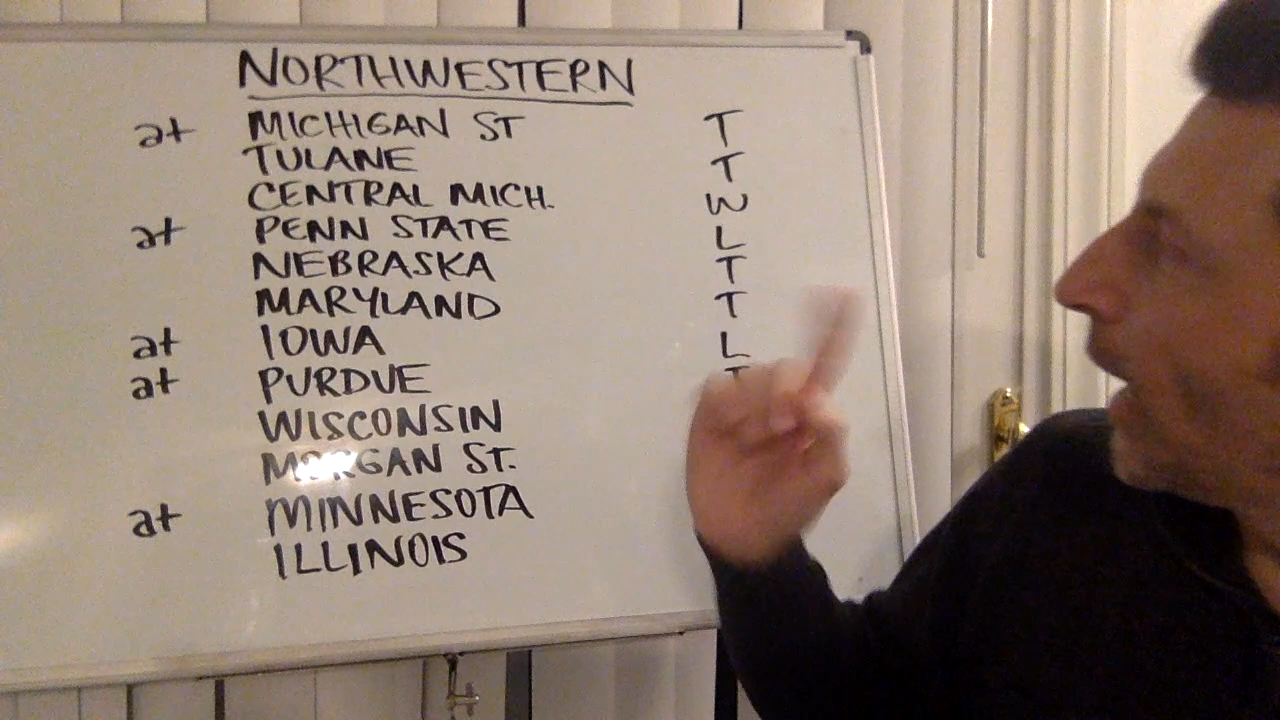 NORTHWESTERN
at MICHIGAN ST T
TULANE T
CENTRAL MICH. W
at PENN STATE L
NEBRASKA T
MARYLAND T
at IOWA L
at PURDUE
WISCONSIN
MORGAN ST.
at MINNESOTA
ILLINOIS